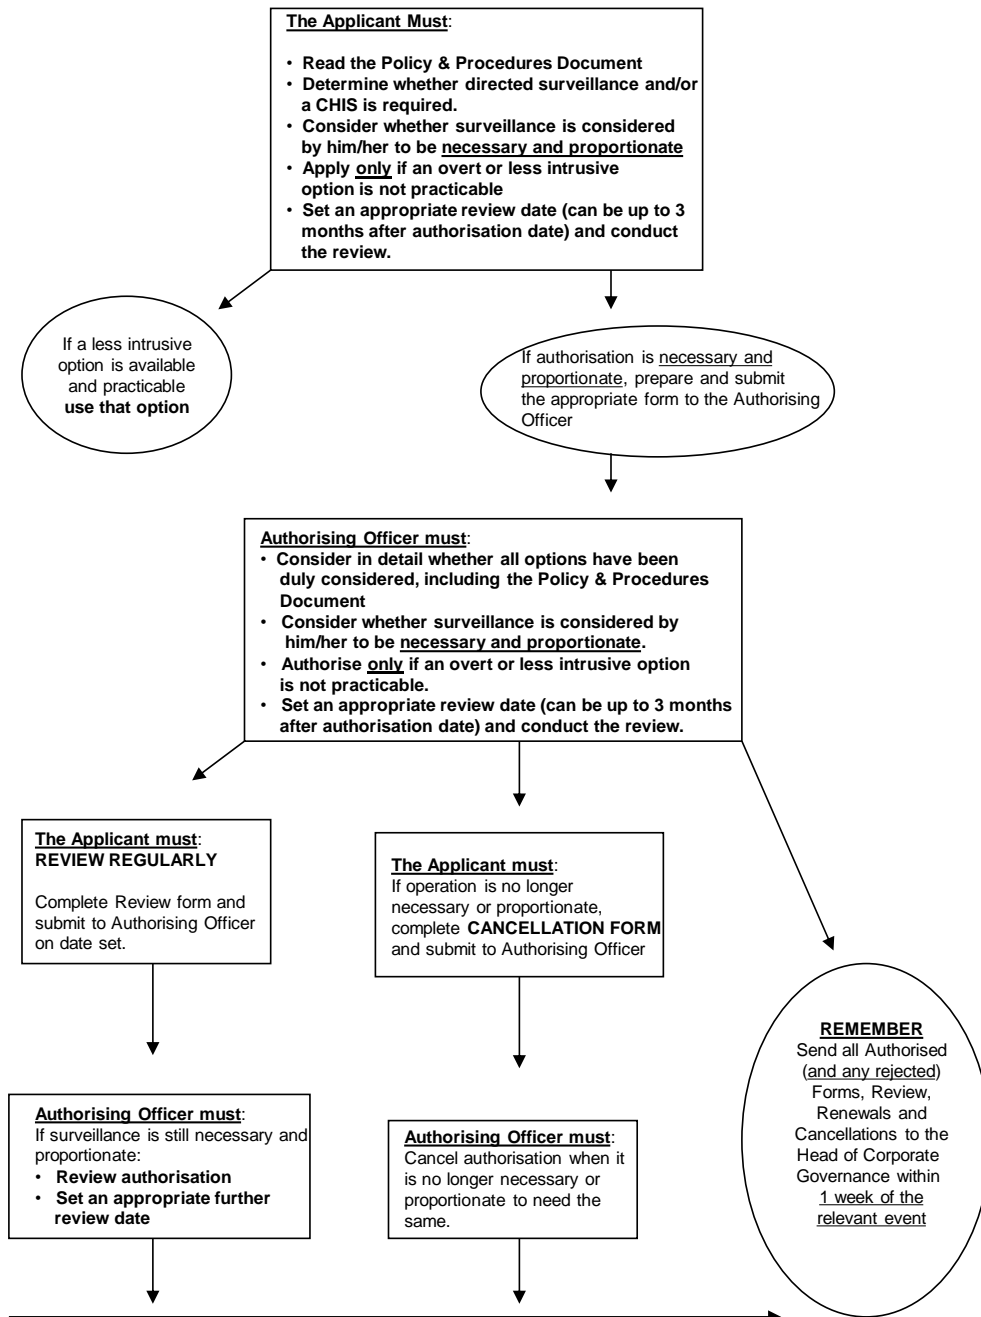 The Applicant Must:
• Read the Policy & Procedures Document
• Determine whether directed surveillance and/or
a CHIS is required.
• Consider whether surveillance is considered
by him/her to be necessary and proportionate
• Apply only if an overt or less intrusive
option is not practicable
• Set an appropriate review date (can be up to 3
months after authorisation date) and conduct
the review.
If a less intrusive
option is available
and practicable
use that option
If authorisation is necessary and
proportionate, prepare and submit
the appropriate form to the Authorising
Officer
Authorising Officer must:
• Consider in detail whether all options have been
duly considered, including the Policy & Procedures
Document
• Consider whether surveillance is considered by
him/her to be necessary and proportionate.
• Authorise only if an overt or less intrusive option
is not practicable.
• Set an appropriate review date (can be up to 3 months
after authorisation date) and conduct the review.
The Applicant must:
REVIEW REGULARLY
Complete Review form and
submit to Authorising Officer
on date set.
The Applicant must:
If operation is no longer
necessary or proportionate,
complete CANCELLATION FORM
and submit to Authorising Officer
REMEMBER
Send all Authorised
(and any rejected)
Forms, Review,
Renewals and
Cancellations to the
Head of Corporate
Governance within
1 week of the
relevant event
Authorising Officer must:
If surveillance is still necessary and
proportionate:
• Review authorisation
• Set an appropriate further
review date
Authorising Officer must:
Cancel authorisation when it
is no longer necessary or
proportionate to need the
same.